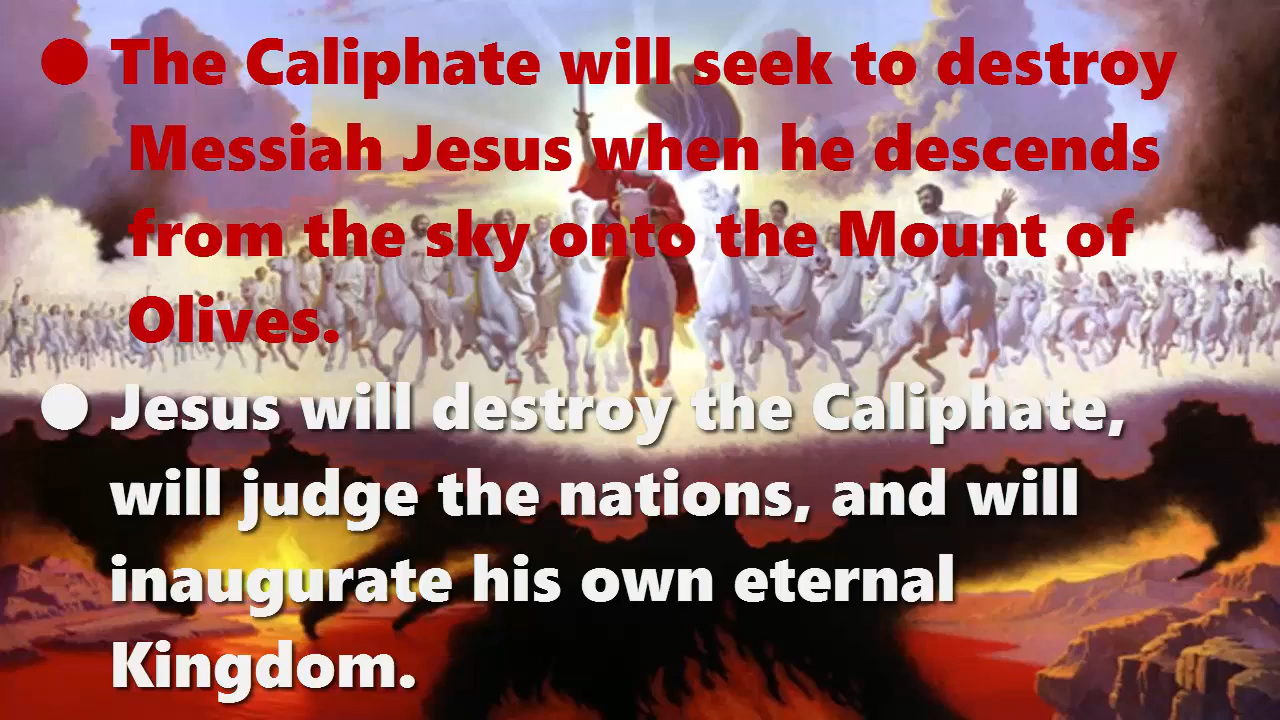 ● The Caliphate will seek to destroy
Messiah Jesus when he descends
from the sky onto the Mount of
Olives.
● Jesus will destroy the Caliphate,
will judge the nations, and will
inaugurate his own eternal
Kingdom.